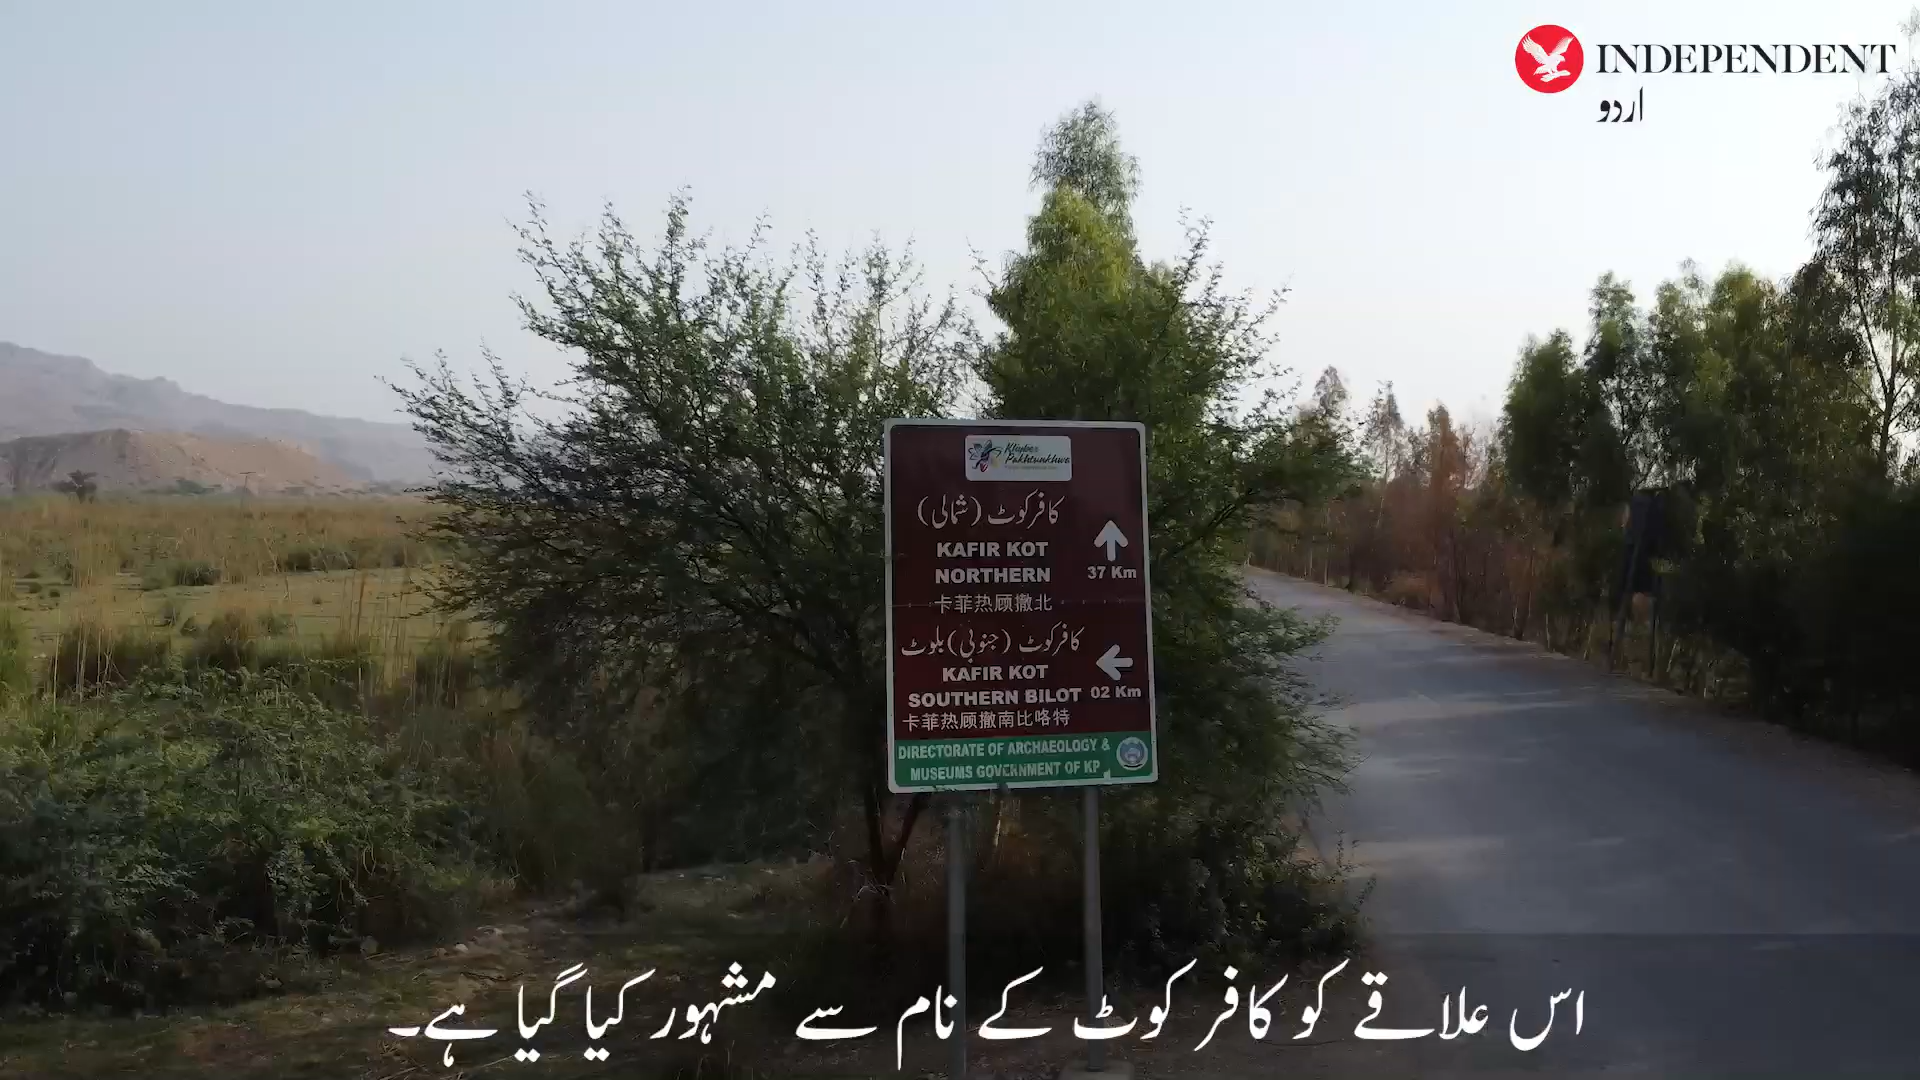 INDEPENDENT
اردو
Khyber
Pakhtunkhwa
کافرکوٹ (شمالی)
KAFIR KOT
NORTHERN
37 Km
卡菲热顾撒北
کافرکوٹ (جنوبی) بلوٹ
KAFIR KOT
SOUTHERN BILOT
02 Km
卡菲热顾撒南比咯特
DIRECTORATE OF ARCHAEOLOGY &
MUSEUMS GOVERNMENT OF KP
اس علاقے کو کافر کوٹ کے نام سے مشہور کیا گیا ہے۔